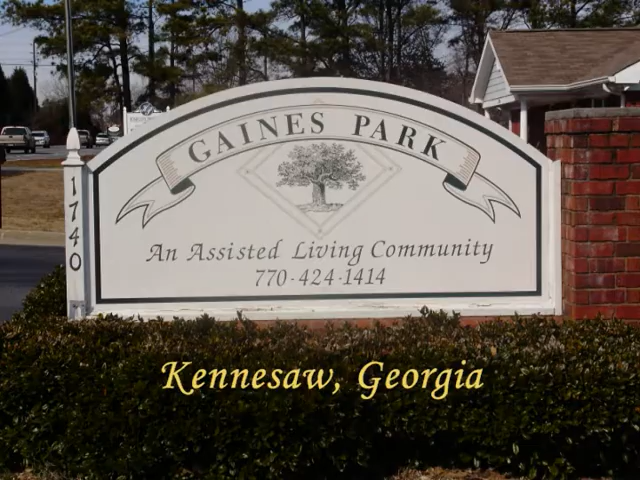 GAINES PARK
1740
An Assisted Living Community
770-424-1414
Kennesaw, Georgia